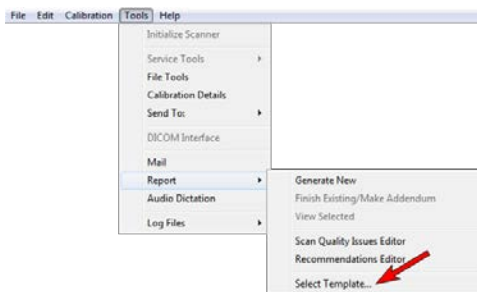 File Edit Calibration Tools Help
Initialize Scanner
Service Tools
File Tools
Calibration Details
Send To:
DICOM Interface
Mail
Report
Audio Dictation
Log Files
Generate New
Finish Existing/Make Addendum
View Selected
Scan Quality Issues Editor
Recommendations Editor
Select Template...